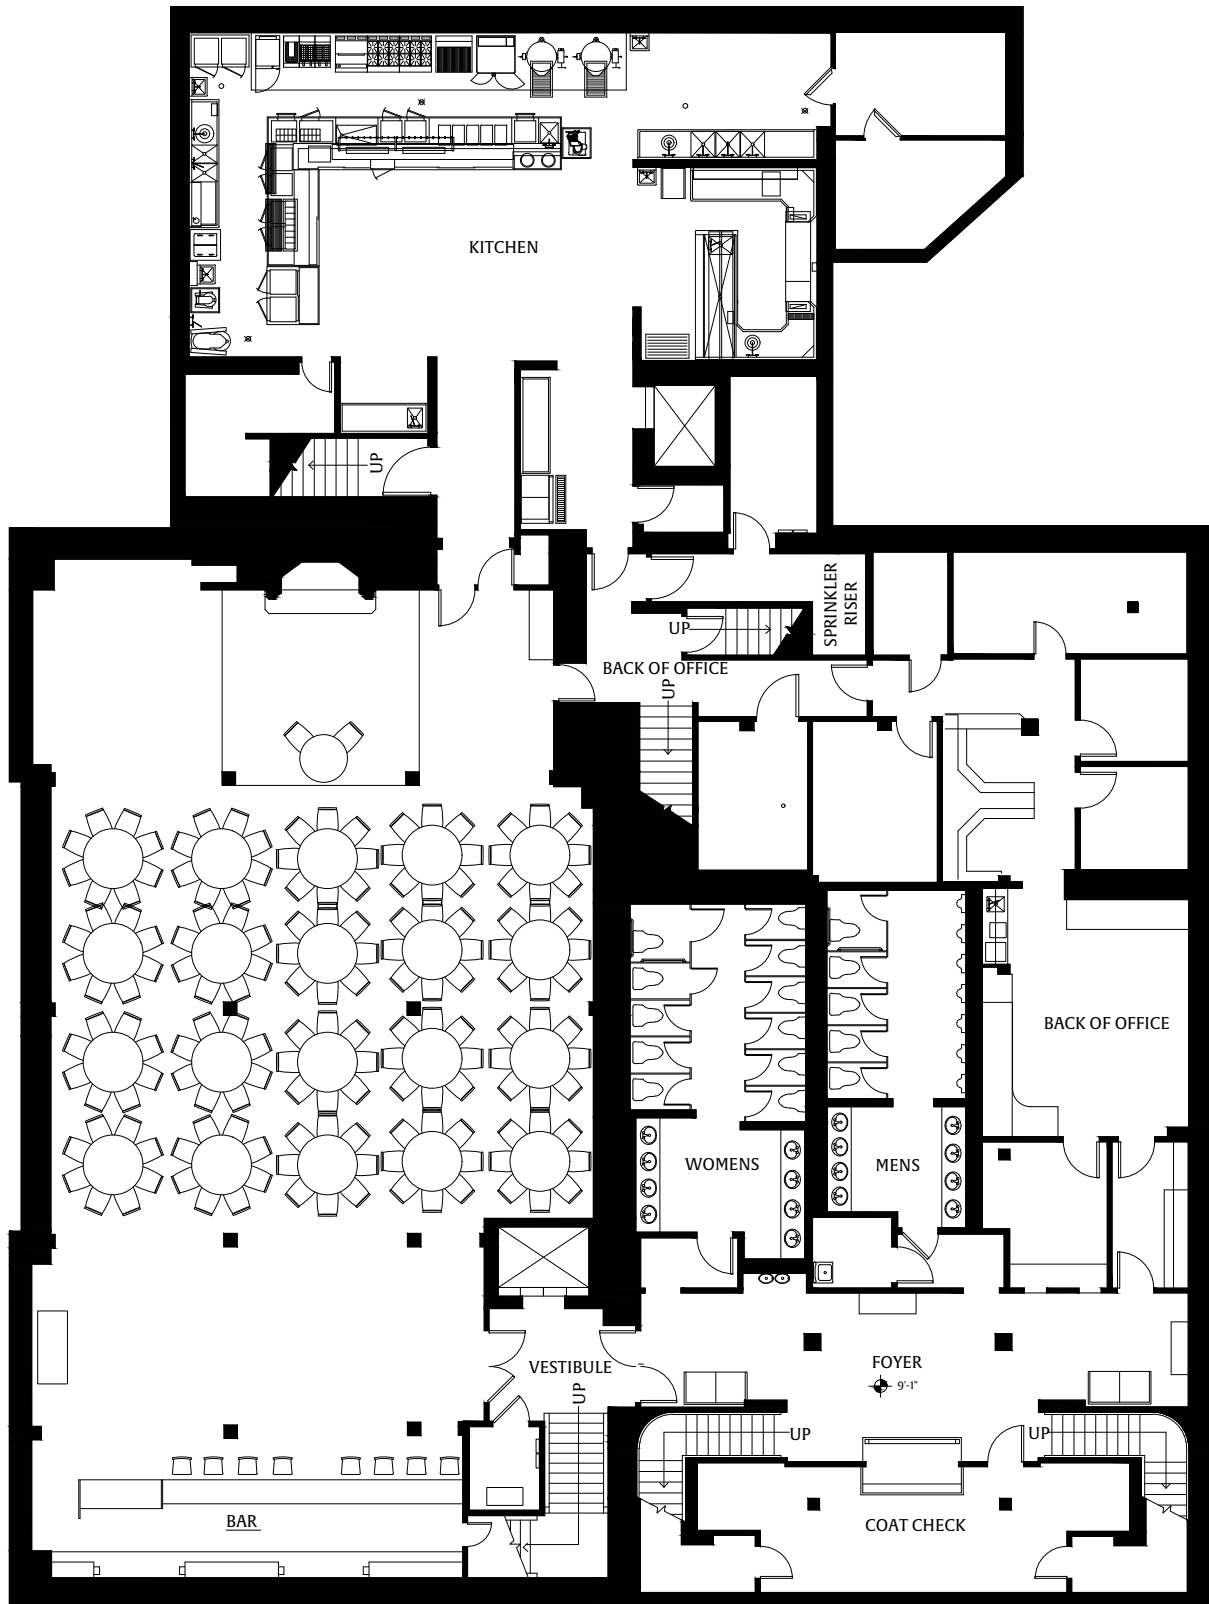 KITCHEN
UP
SPRINKLER
RISER
UP
BACK OF OFFICE
UP
BACK OF OFFICE
WOMENS
MENS
FOYER
9'-1"
VESTIBULE
UP
UP
UP
BAR
COAT CHECK